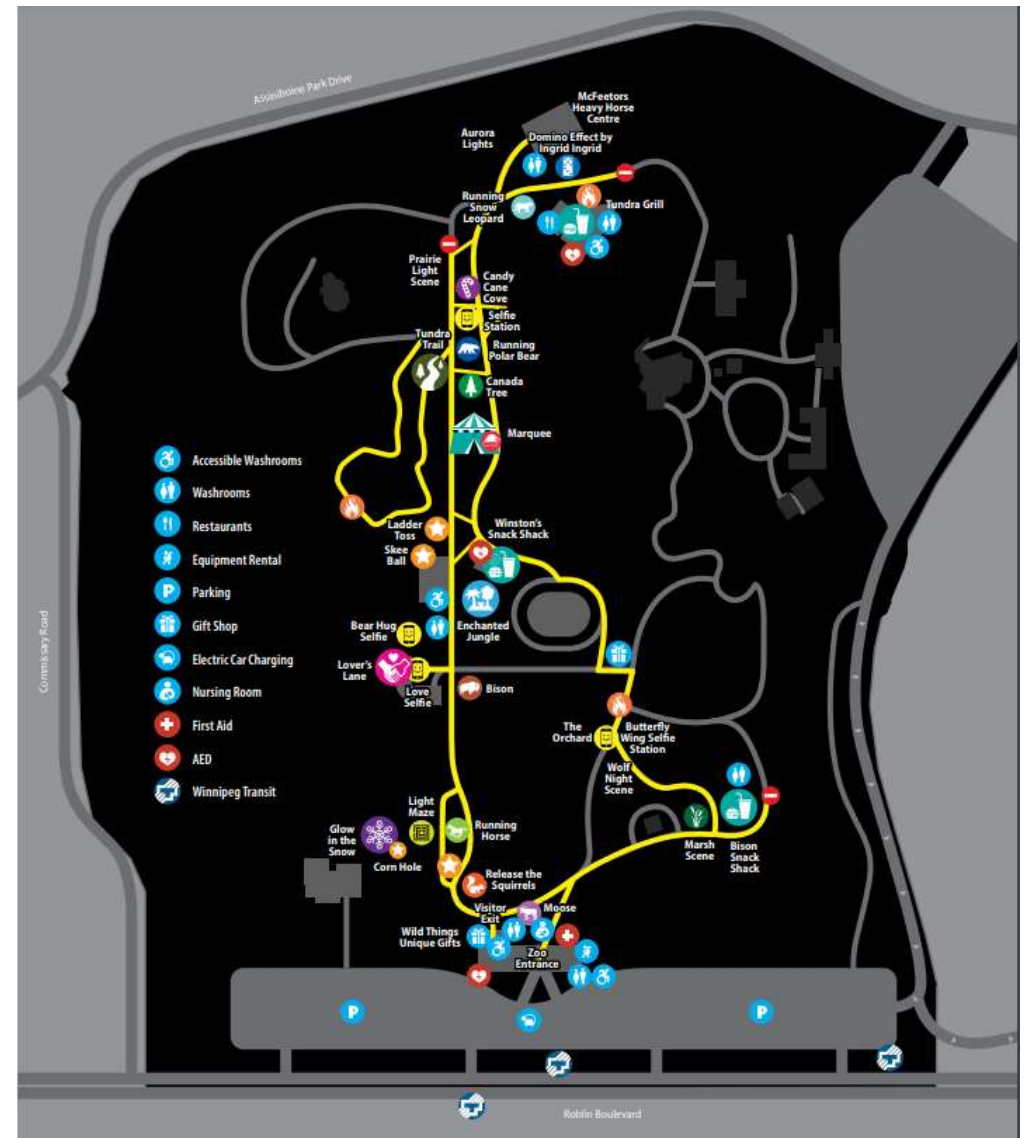 Assiniboine Park Drive
McFeetors
Heavy Horse
Centre
Aurora
Lights
Domino Effect by
Ingrid Ingrid
Running
Snow
Leopard
Tundra Grill
Prairie
Light
Scene
Candy
Cane
Cove
Selfie
Station
Tundra
Trail
Running
Polar Bear
Canada
Tree
Marquee
Accessible Washrooms
Washrooms
Restaurants
Equipment Rental
P
Parking
Gift Shop
Electric Car Charging
Nursing Room
First Aid
AED
Winnipeg Transit
Commissary Road
Ladder
Toss
Skee
Ball
Winston's
Snack Shack
Enchanted
Jungle
Bear Hug
Selfie
Lover's
Lane
Love
Selfie
Bison
The
Orchard
Butterfly
Wing Selfie
Station
Wolf
Night
Scene
Light
Maze
Glow
in the
Snow
Corn Hole
Running
Horse
Marsh
Scene
Bison
Snack
Shack
Release the
Squirrels
Visitor
Exit
Moose
Wild Things
Unique Gifts
Zoo
Entrance
P
P
Roblin Boulevard